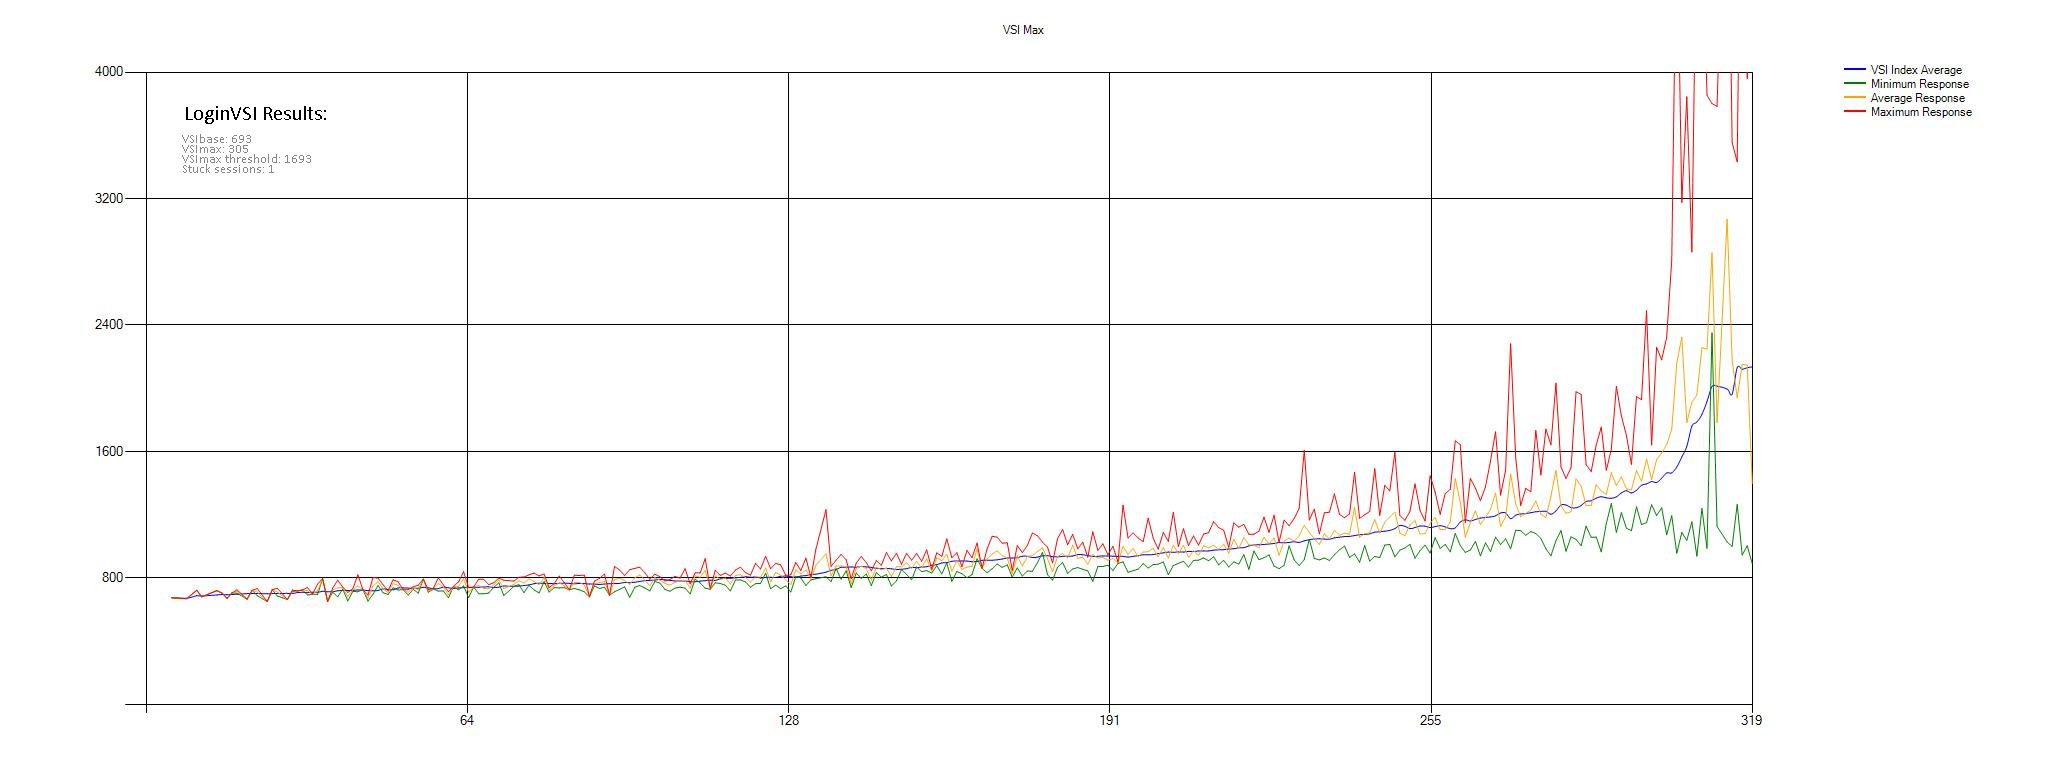 VSI Max
4000
3200
2400
1600
800
LoginVSI Results:
VSIbase: 693
VSImax: 305
VSImax threshold: 1693
Stuck sessions: 1
64
128
191
255
319
VSI Index Average
Minimum Response
Average Response
Maximum Response